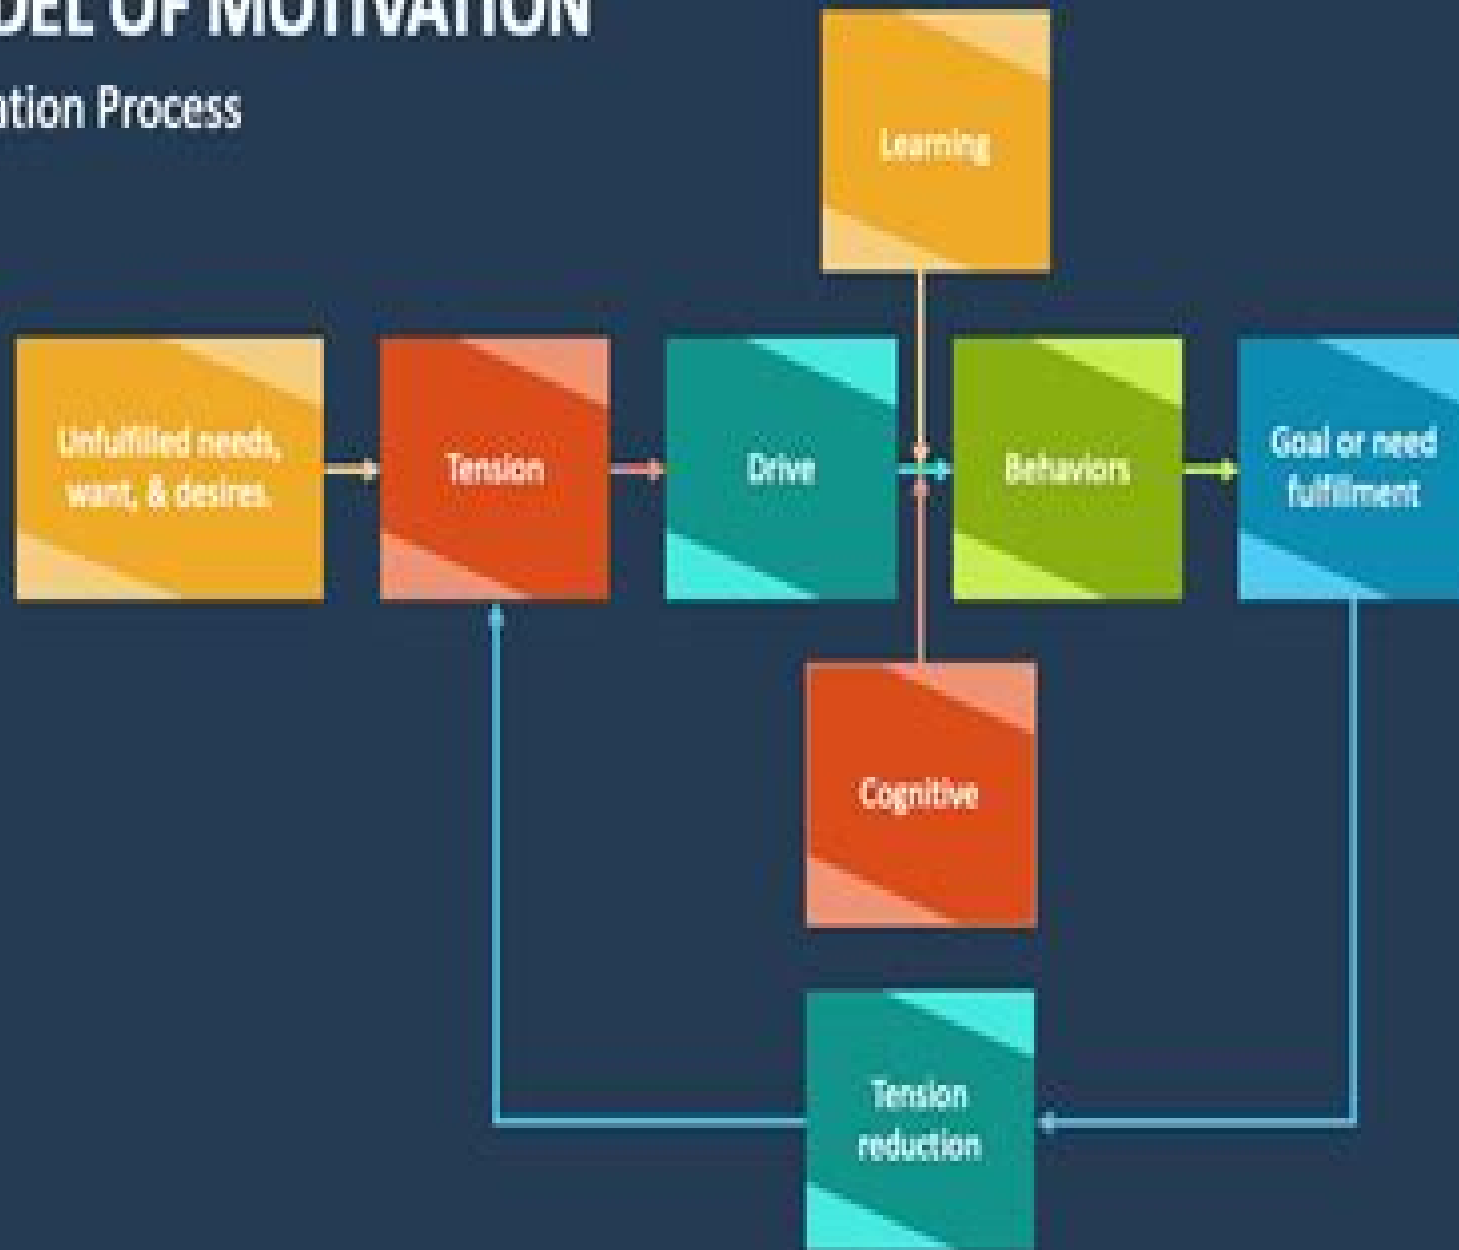 DEL OF MOTIVATION
ation Process
Learning
Unfulfilled needs,
want, & desires.
Tension
Drive
Behaviors
Goal or need
fulfillment
Cognitive
Tension
reduction